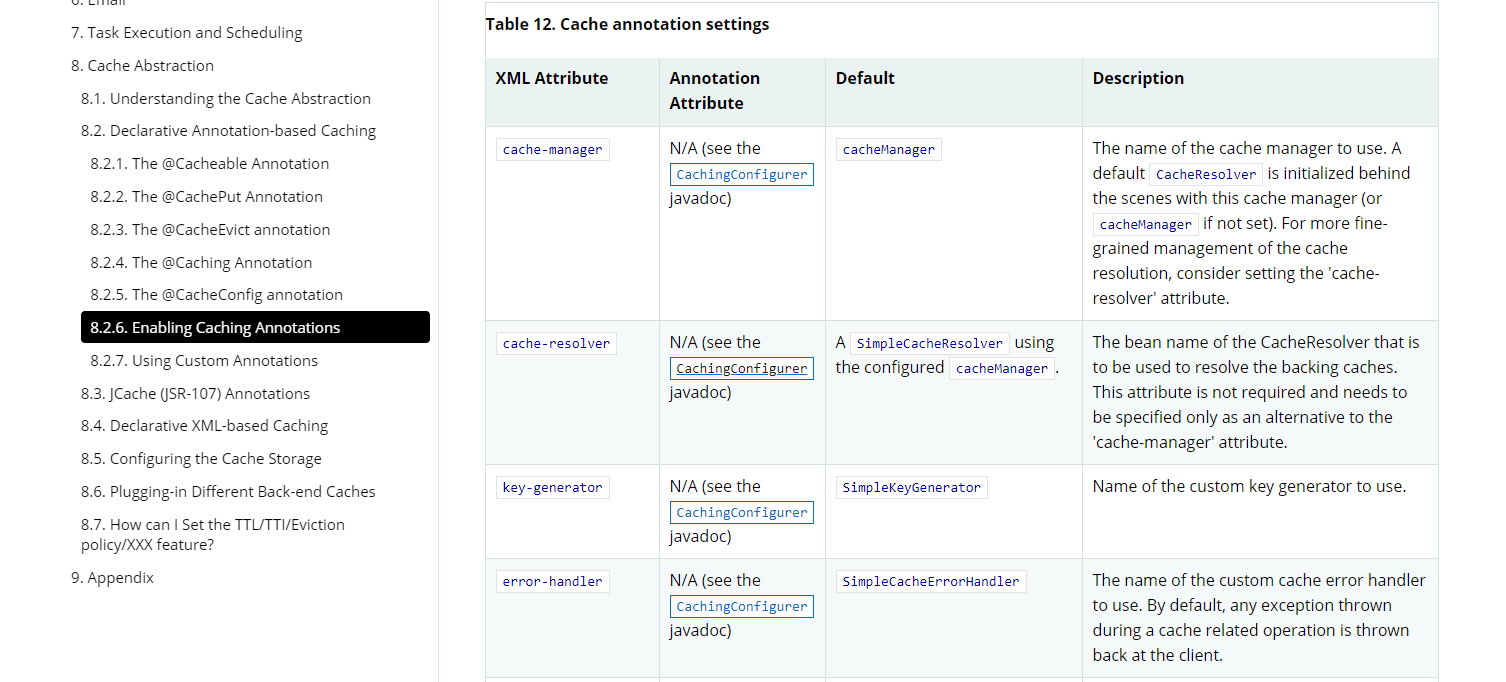 6. Email
7. Task Execution and Scheduling
8. Cache Abstraction
8.1. Understanding the Cache Abstraction
8.2. Declarative Annotation-based Caching
8.2.1. The @Cacheable Annotation
8.2.2. The @CachePut Annotation
8.2.3. The @CacheEvict annotation
8.2.4. The @Caching Annotation
8.2.5. The @CacheConfig annotation
8.2.6. Enabling Caching Annotations
8.2.7. Using Custom Annotations
8.3. JCache (JSR-107) Annotations
8.4. Declarative XML-based Caching
8.5. Configuring the Cache Storage
8.6. Plugging-in Different Back-end Caches
8.7. How can I Set the TTL/TTI/Eviction
policy/XXX feature?
9. Appendix
Table 12. Cache annotation settings
XML Attribute
Annotation
Attribute
Default
Description
cache-manager
N/A (see the
CachingConfigurer
javadoc)
cacheManager
The name of the cache manager to use. A
default CacheResolver is initialized behind
the scenes with this cache manager (or
cacheManager if not set). For more fine-
grained management of the cache
resolution, consider setting the 'cache-
resolver' attribute.
cache-resolver
N/A (see the
CachingConfigurer
javadoc)
A SimpleCacheResolver using
the configured cacheManager .
The bean name of the CacheResolver that is
to be used to resolve the backing caches.
This attribute is not required and needs to
be specified only as an alternative to the
'cache-manager' attribute.
key-generator
N/A (see the
CachingConfigurer
javadoc)
SimpleKeyGenerator
Name of the custom key generator to use.
error-handler
N/A (see the
CachingConfigurer
javadoc)
SimpleCacheErrorHandler
The name of the custom cache error handler
to use. By default, any exception thrown
during a cache related operation is thrown
back at the client.